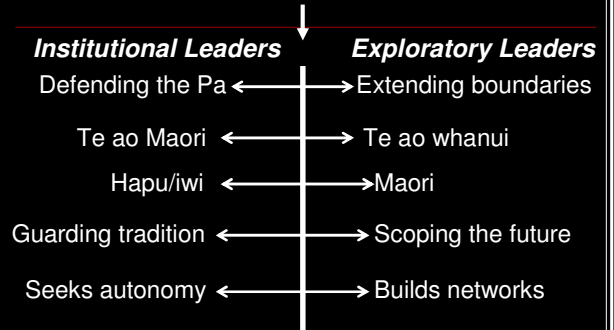 Institutional Leaders Exploratory Leaders
Defending the Pa Extending boundaries
Te ao Maori Te ao whanui
Hapu/iwi Maori
Guarding tradition Scoping the future
Seeks autonomy Builds networks